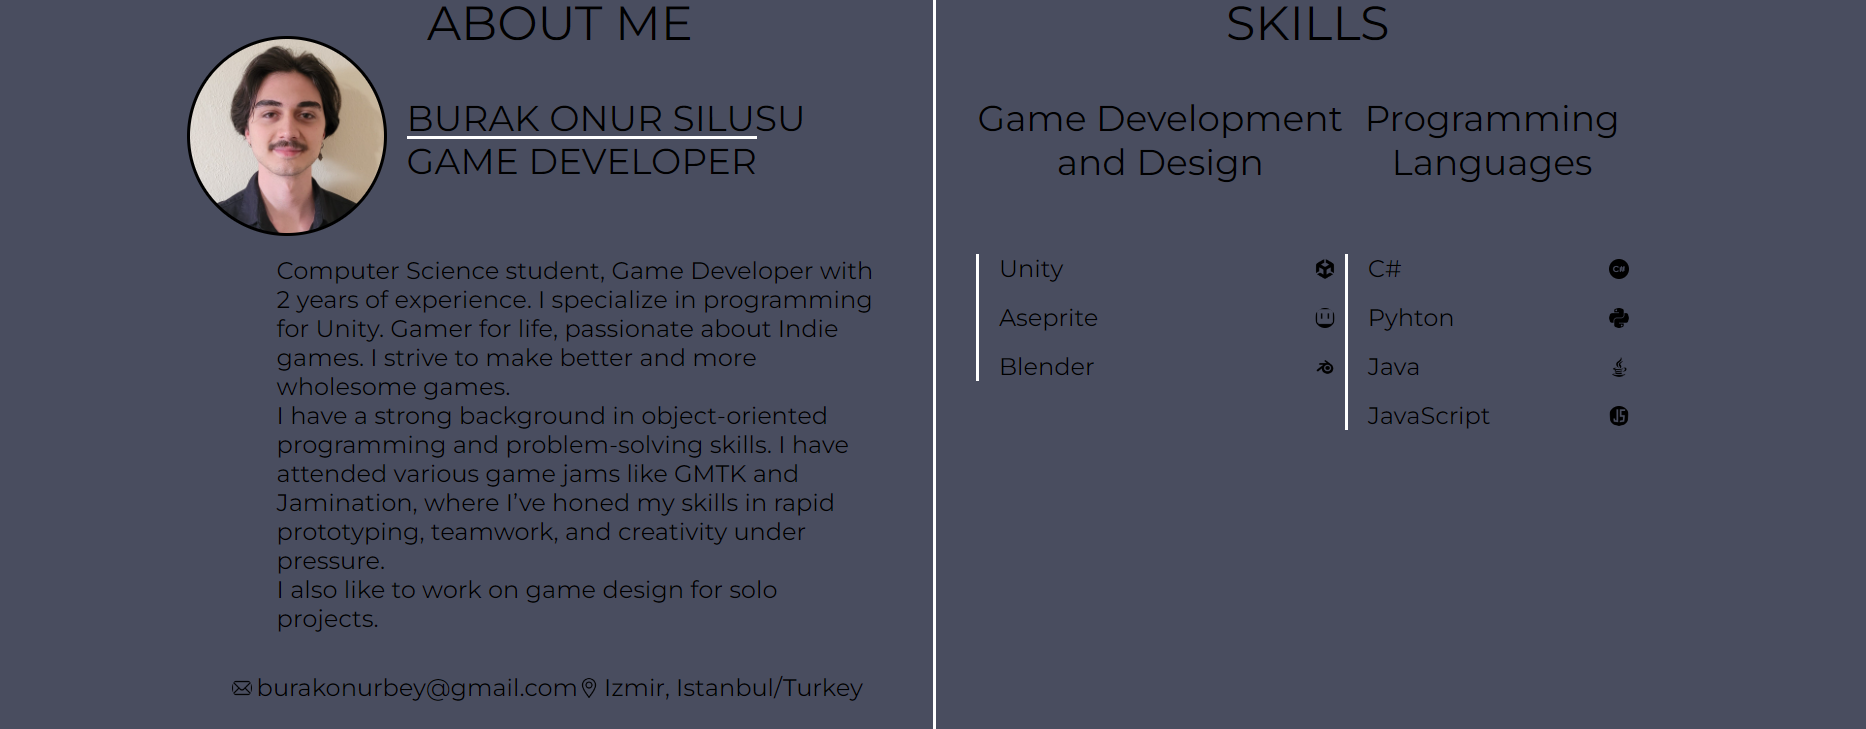 ABOUT ME
BURAK ONUR SILUSU
GAME DEVELOPER
Computer Science student, Game Developer with
2 years of experience. I specialize in programming
for Unity. Gamer for life, passionate about Indie
games. I strive to make better and more
wholesome games.
I have a strong background in object-oriented
programming and problem-solving skills. I have
attended various game jams like GMTK and
Jamination, where I’ve honed my skills in rapid
prototyping, teamwork, and creativity under
pressure.
I also like to work on game design for solo
projects.
burakonurbey@gmail.com Izmir, Istanbul/Turkey
SKILLS
Game Development
and Design
Unity
Aseprite
Blender
Programming
Languages
C# C#
Pyhton
Java
JavaScript JS